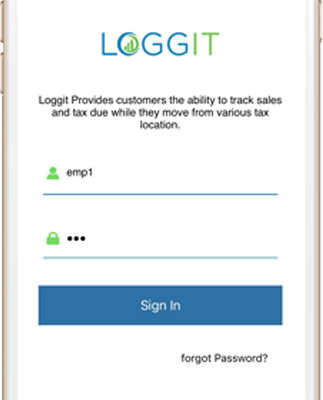 LOGGIT
Loggit Provides customers the ability to track sales
and tax due while they move from various tax
location.
emp1
•••
Sign In
forgot Password?